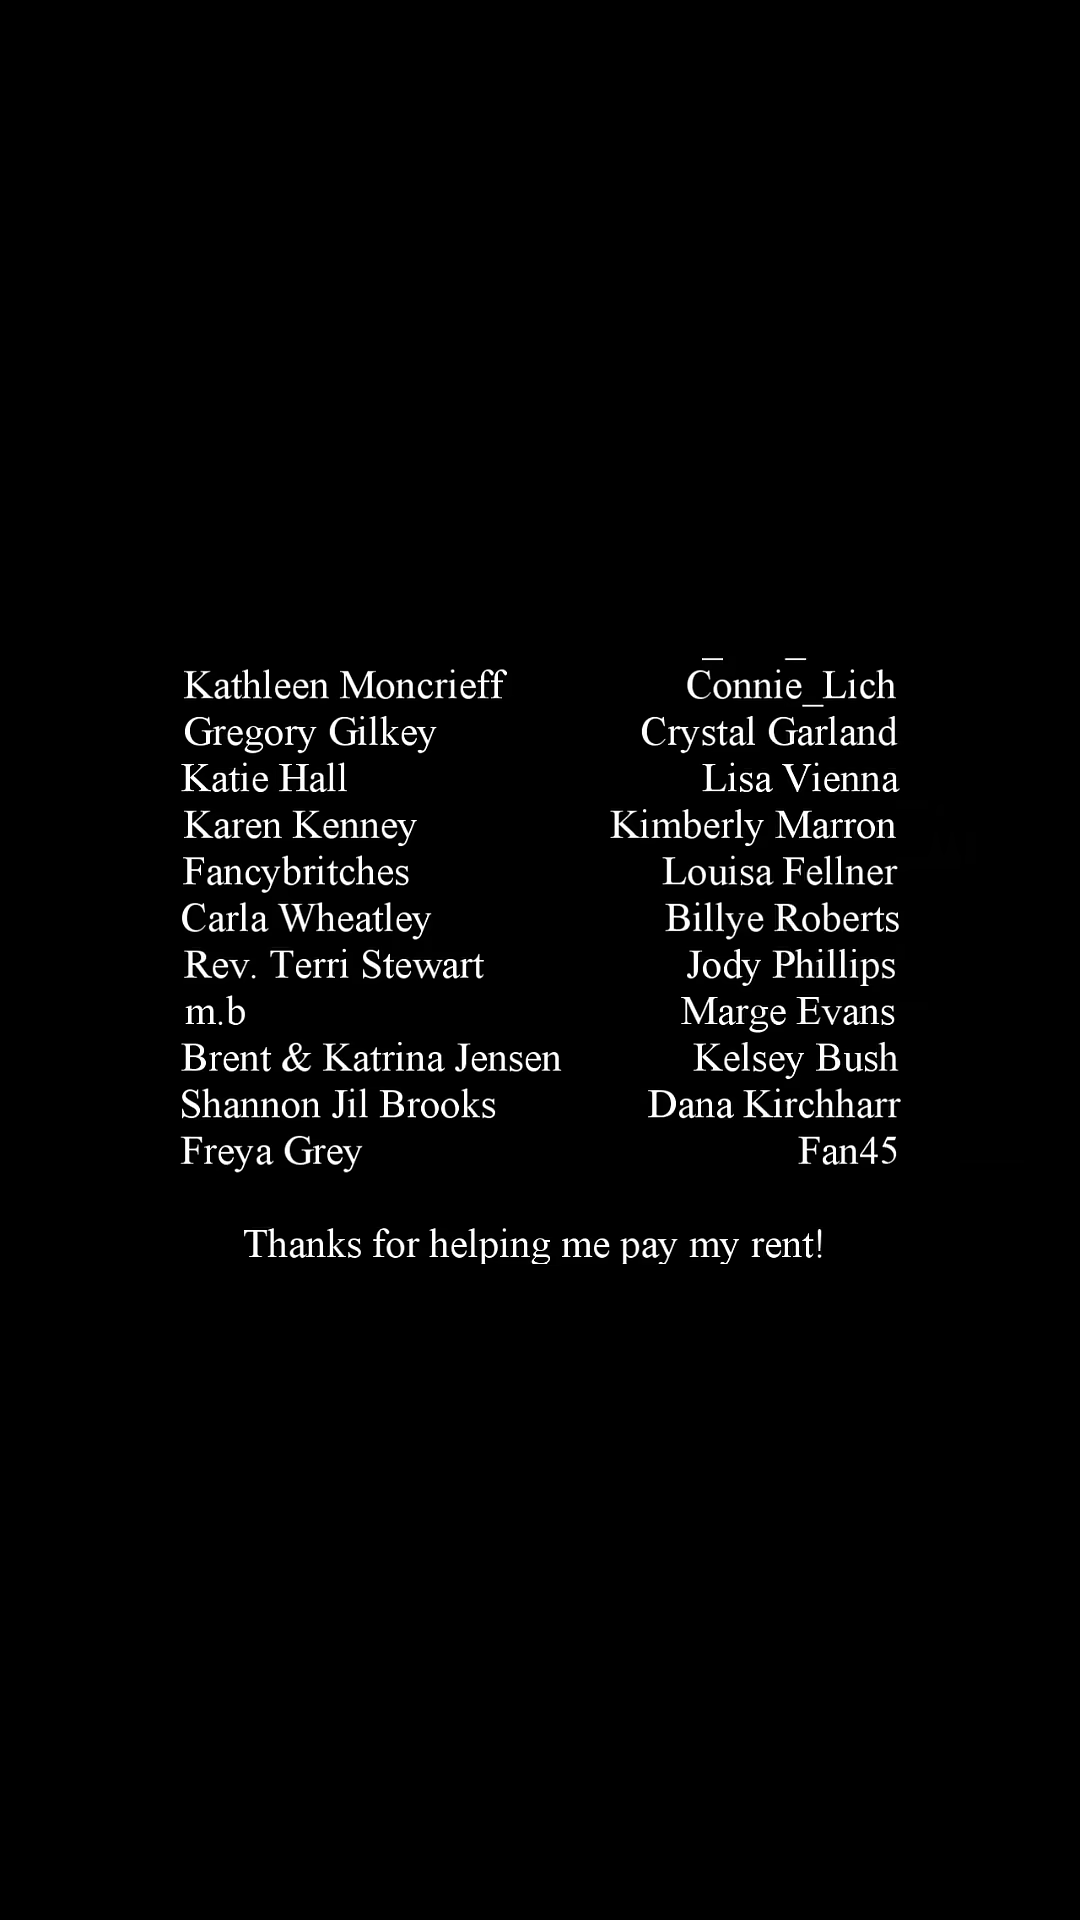 Kathleen Moncrieff Connie_Lich
Gregory Gilkey Crystal Garland
Katie Hall Lisa Vienna
Karen Kenney Kimberly Marron
Fancybritches Louisa Fellner
Carla Wheatley Billye Roberts
Rev. Terri Stewart Jody Phillips
m.b Marge Evans
Brent & Katrina Jensen Kelsey Bush
Shannon Jil Brooks Dana Kirchharr
Freya Grey Fan45
Thanks for helping me pay my rent!